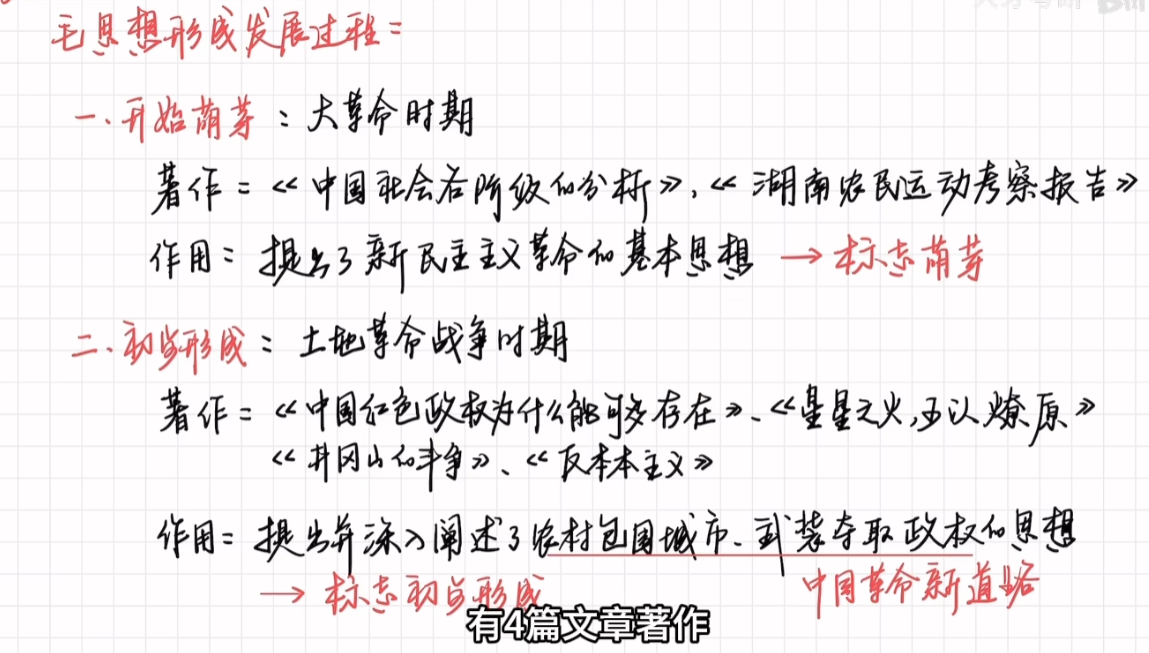 毛思想形成发展过程：
一、开始萌芽：大革命时期
著作：《中国社会各阶级的分析》，《湖南农民运动考察报告》
作用：提出了新民主主义革命的基本思想 → 标志萌芽
二、初步形成：土地革命战争时期
著作：《中国红色政权为什么能够存在》、《星星之火，可以燎原》
《井冈山的斗争》、《反本本主义》
作用：提出并深入阐述了农村包围城市、武装夺取政权的思想
→ 标志初步形成 中国革命新道路
有4篇文章著作